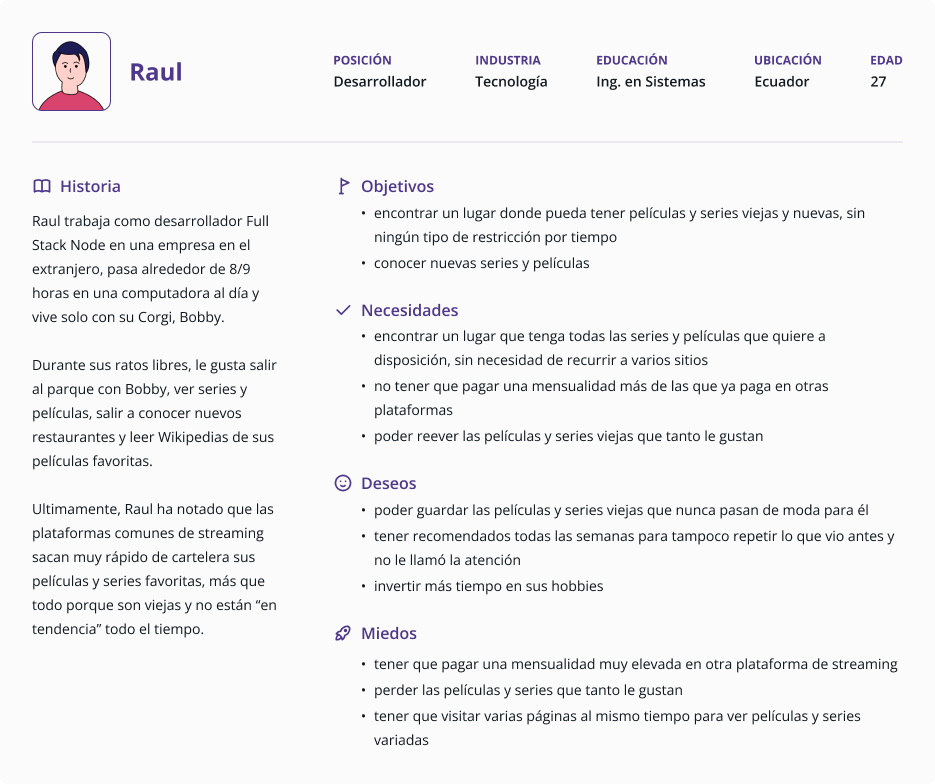 Raul
POSICIÓN
Desarrollador
INDUSTRIA
Tecnología
EDUCACIÓN
Ing. en Sistemas
UBICACIÓN
Ecuador
EDAD
27
Historia
Raul trabaja como desarrollador Full
Stack Node en una empresa en el
extranjero, pasa alrededor de 8/9
horas en una computadora al día y
vive solo con su Corgi, Bobby.
Durante sus ratos libres, le gusta salir
al parque con Bobby, ver series y
películas, salir a conocer nuevos
restaurantes y leer Wikipedias de sus
películas favoritas.
Ultimamente, Raul ha notado que las
plataformas comunes de streaming
sacan muy rápido de cartelera sus
películas y series favoritas, más que
todo porque son viejas y no están “en
tendencia” todo el tiempo.
Objetivos
• encontrar un lugar donde pueda tener películas y series viejas y nuevas, sin
ningún tipo de restricción por tiempo
• conocer nuevas series y películas
Necesidades
• encontrar un lugar que tenga todas las series y películas que quiere a
disposición, sin necesidad de recurrir a varios sitios
• no tener que pagar una mensualidad más de las que ya paga en otras
plataformas
• poder reever las películas y series viejas que tanto le gustan
Deseos
• poder guardar las películas y series viejas que nunca pasan de moda para él
• tener recomendados todas las semanas para tampoco repetir lo que vio antes y
no le llamó la atención
• invertir más tiempo en sus hobbies
Miedos
• tener que pagar una mensualidad muy elevada en otra plataforma de streaming
• perder las películas y series que tanto le gustan
• tener que visitar varias páginas al mismo tiempo para ver películas y series
variadas